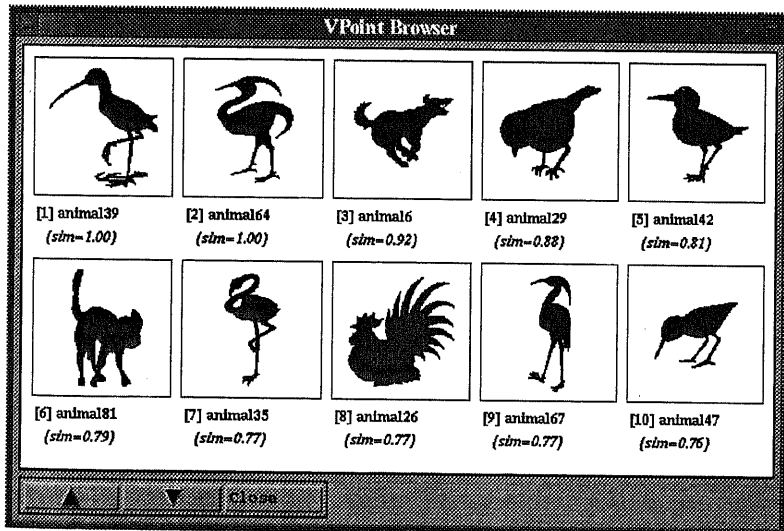 VPoint Browser
[1] animal39 [2] animal64 [3] animal6 [4] animal29 [5] animal42
(sim=1.00) (sim=1.00) (sim=0.92) (sim=0.88) (sim=0.81)
[6] animal81 [7] animal35 [8] animal26 [9] animal67 [10] animal47
(sim=0.79) (sim=0.77) (sim=0.77) (sim=0.77) (sim=0.76)
Close